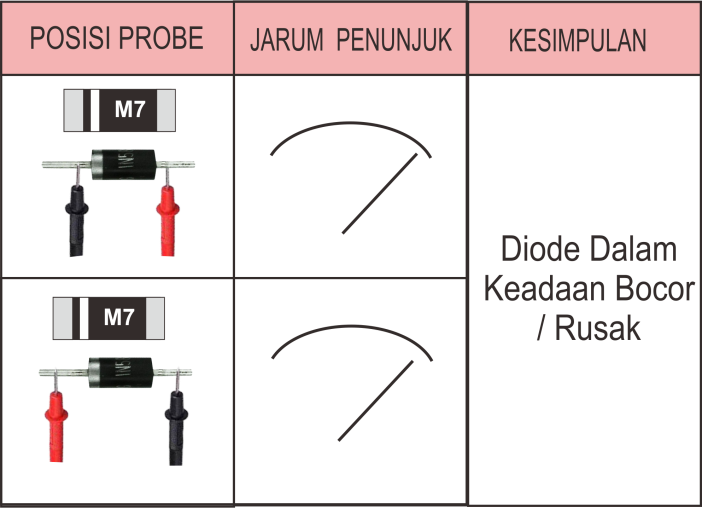 POSISI PROBE
JARUM PENUNJUK
KESIMPULAN
M7
M7
Diode Dalam
Keadaan Bocor
/ Rusak